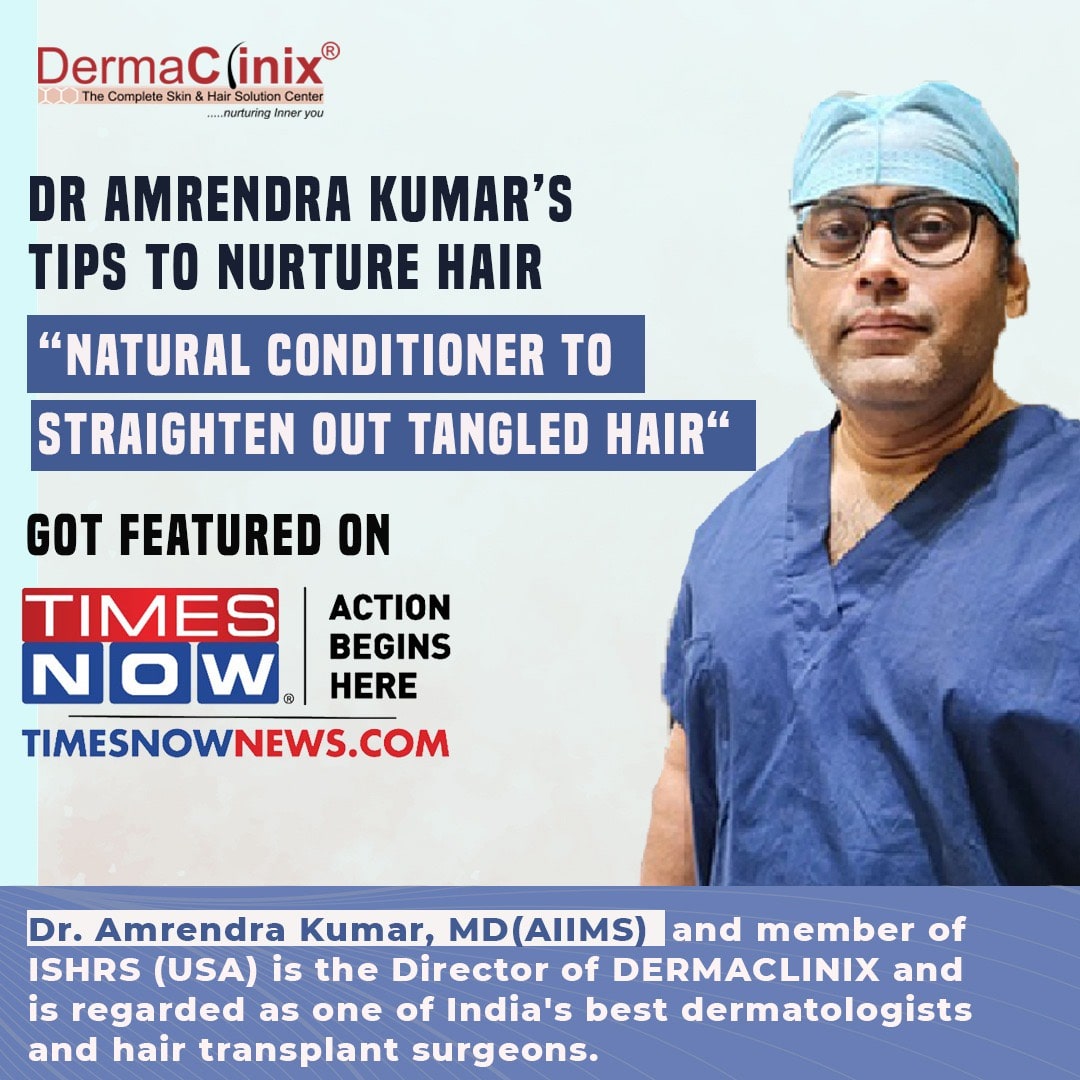 DermaClinix®
The Complete Skin & Hair Solution Center
.....nurturing Inner you
DR AMRENDRA KUMAR’S
TIPS TO NURTURE HAIR
“NATURAL CONDITIONER TO
STRAIGHTEN OUT TANGLED HAIR“
GOT FEATURED ON
TIMES
NOW®
ACTION
BEGINS
HERE
TIMESNOWNEWS.COM
Dr. Amrendra Kumar, MD(AIIMS) and member of
ISHRS (USA) is the Director of DERMACLINIX and
is regarded as one of India's best dermatologists
and hair transplant surgeons.